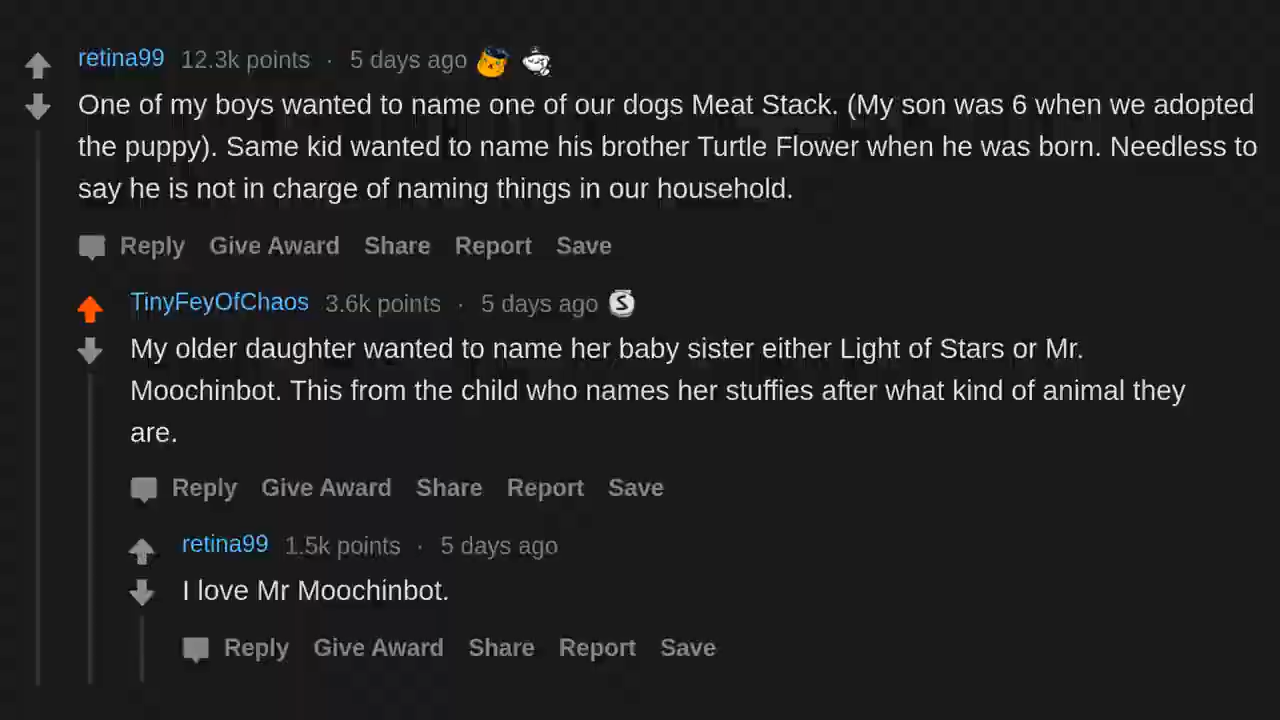 retina99 12.3k points · 5 days ago
One of my boys wanted to name one of our dogs Meat Stack. (My son was 6 when we adopted
the puppy). Same kid wanted to name his brother Turtle Flower when he was born. Needless to
say he is not in charge of naming things in our household.
Reply Give Award Share Report Save
TinyFeyOfChaos 3.6k points · 5 days ago S
My older daughter wanted to name her baby sister either Light of Stars or Mr.
Moochinbot. This from the child who names her stuffies after what kind of animal they
are.
Reply Give Award Share Report Save
retina99 1.5k points · 5 days ago
I love Mr Moochinbot.
Reply Give Award Share Report Save